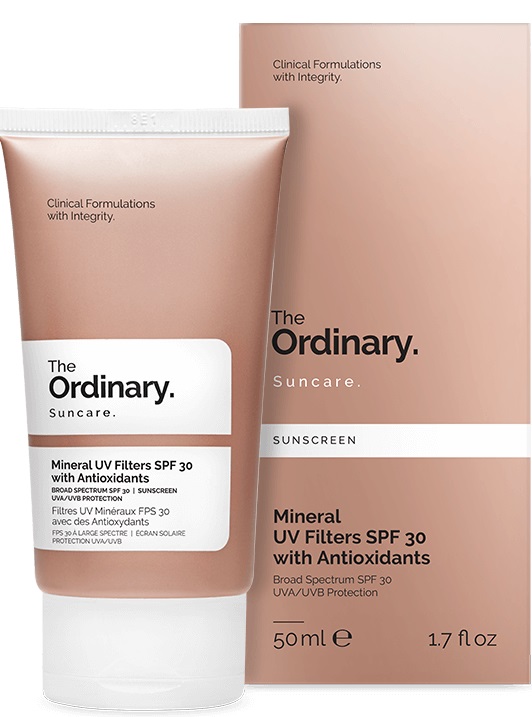 Clinical Formulations
with Integrity.
The
Ordinary.
Suncare.
Mineral UV Filters SPF 30
with Antioxidants
BROAD SPECTRUM SPF 30 | SUNSCREEN
UVA/UVB PROTECTION
Filtres UV Minéraux FPS 30
avec des Antioxydants
FPS 30 À LARGE SPECTRE | ÉCRAN SOLAIRE
PROTECTION UVA/UVB
Clinical Formulations
with Integrity.
The
Ordinary.
Suncare.
SUNSCREEN
Mineral
UV Filters SPF 30
with Antioxidants
Broad Spectrum SPF 30
UVA/UVB Protection
50 ml ℮ 1.7 fl oz